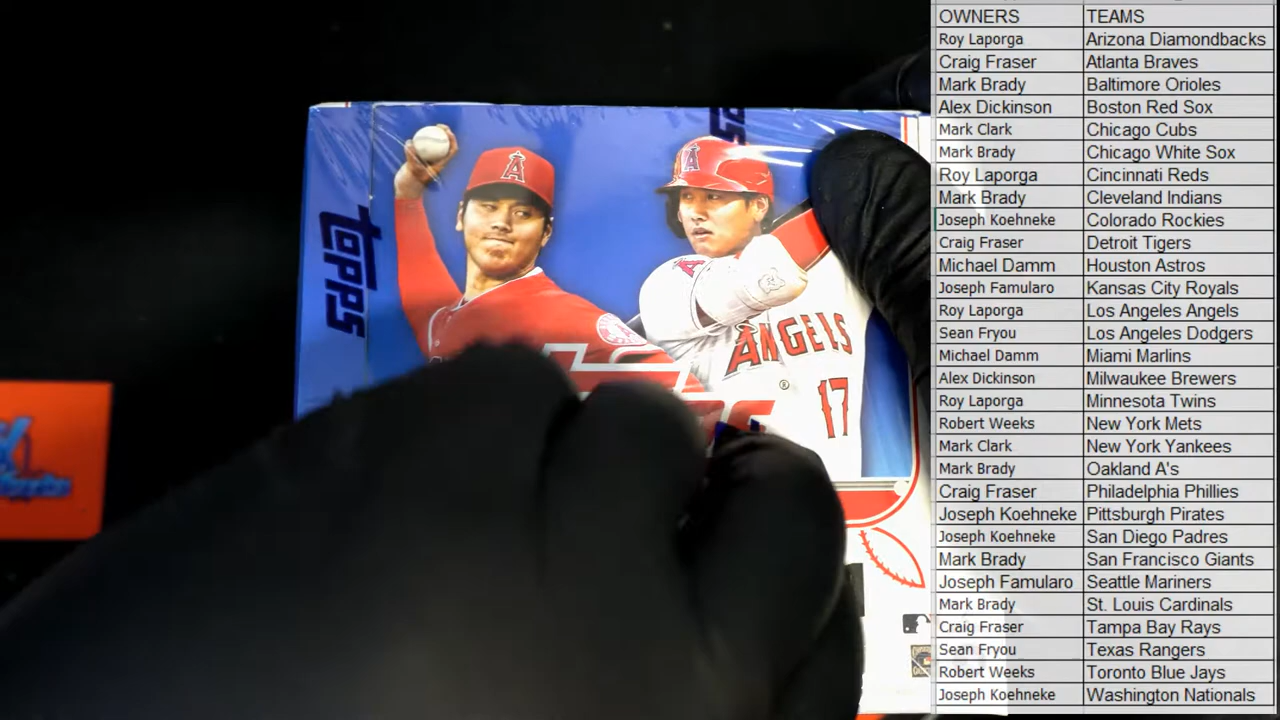 OWNERS TEAMS
Roy Laporga Arizona Diamondbacks
Craig Fraser Atlanta Braves
Mark Brady Baltimore Orioles
Alex Dickinson Boston Red Sox
Mark Clark Chicago Cubs
Mark Brady Chicago White Sox
Roy Laporga Cincinnati Reds
Mark Brady Cleveland Indians
Joseph Koehneke Colorado Rockies
Craig Fraser Detroit Tigers
Michael Damm Houston Astros
Joseph Famularo Kansas City Royals
Roy Laporga Los Angeles Angels
Sean Fryou Los Angeles Dodgers
Michael Damm Miami Marlins
Alex Dickinson Milwaukee Brewers
Roy Laporga Minnesota Twins
Robert Weeks New York Mets
Mark Clark New York Yankees
Mark Brady Oakland A's
Craig Fraser Philadelphia Phillies
Joseph Koehneke Pittsburgh Pirates
Joseph Koehneke San Diego Padres
Mark Brady San Francisco Giants
Joseph Famularo Seattle Mariners
Mark Brady St. Louis Cardinals
Craig Fraser Tampa Bay Rays
Sean Fryou Texas Rangers
Robert Weeks Toronto Blue Jays
Joseph Koehneke Washington Nationals
topps
A
A
ANGELS
®
17